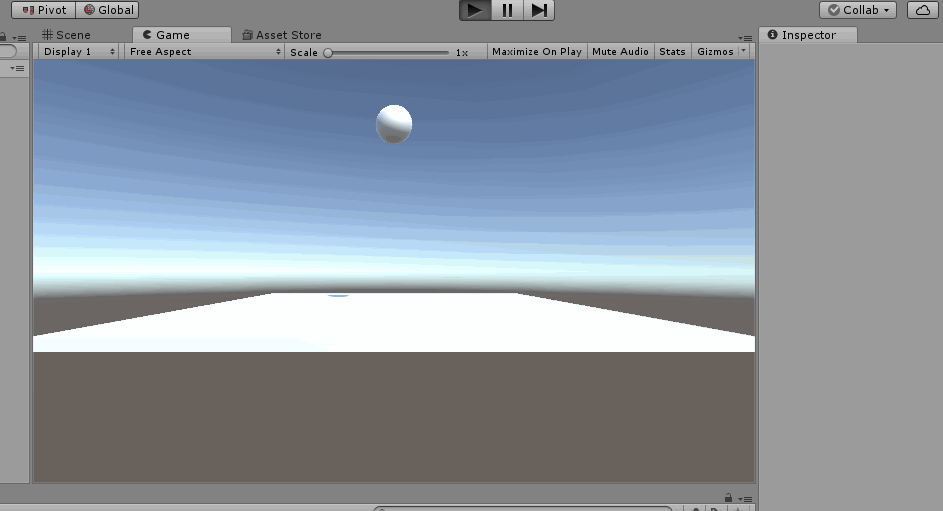 Pivot Global Collab
Scene Game Asset Store Inspector
Display 1 Free Aspect Scale 1x Maximize On Play Mute Audio Stats Gizmos